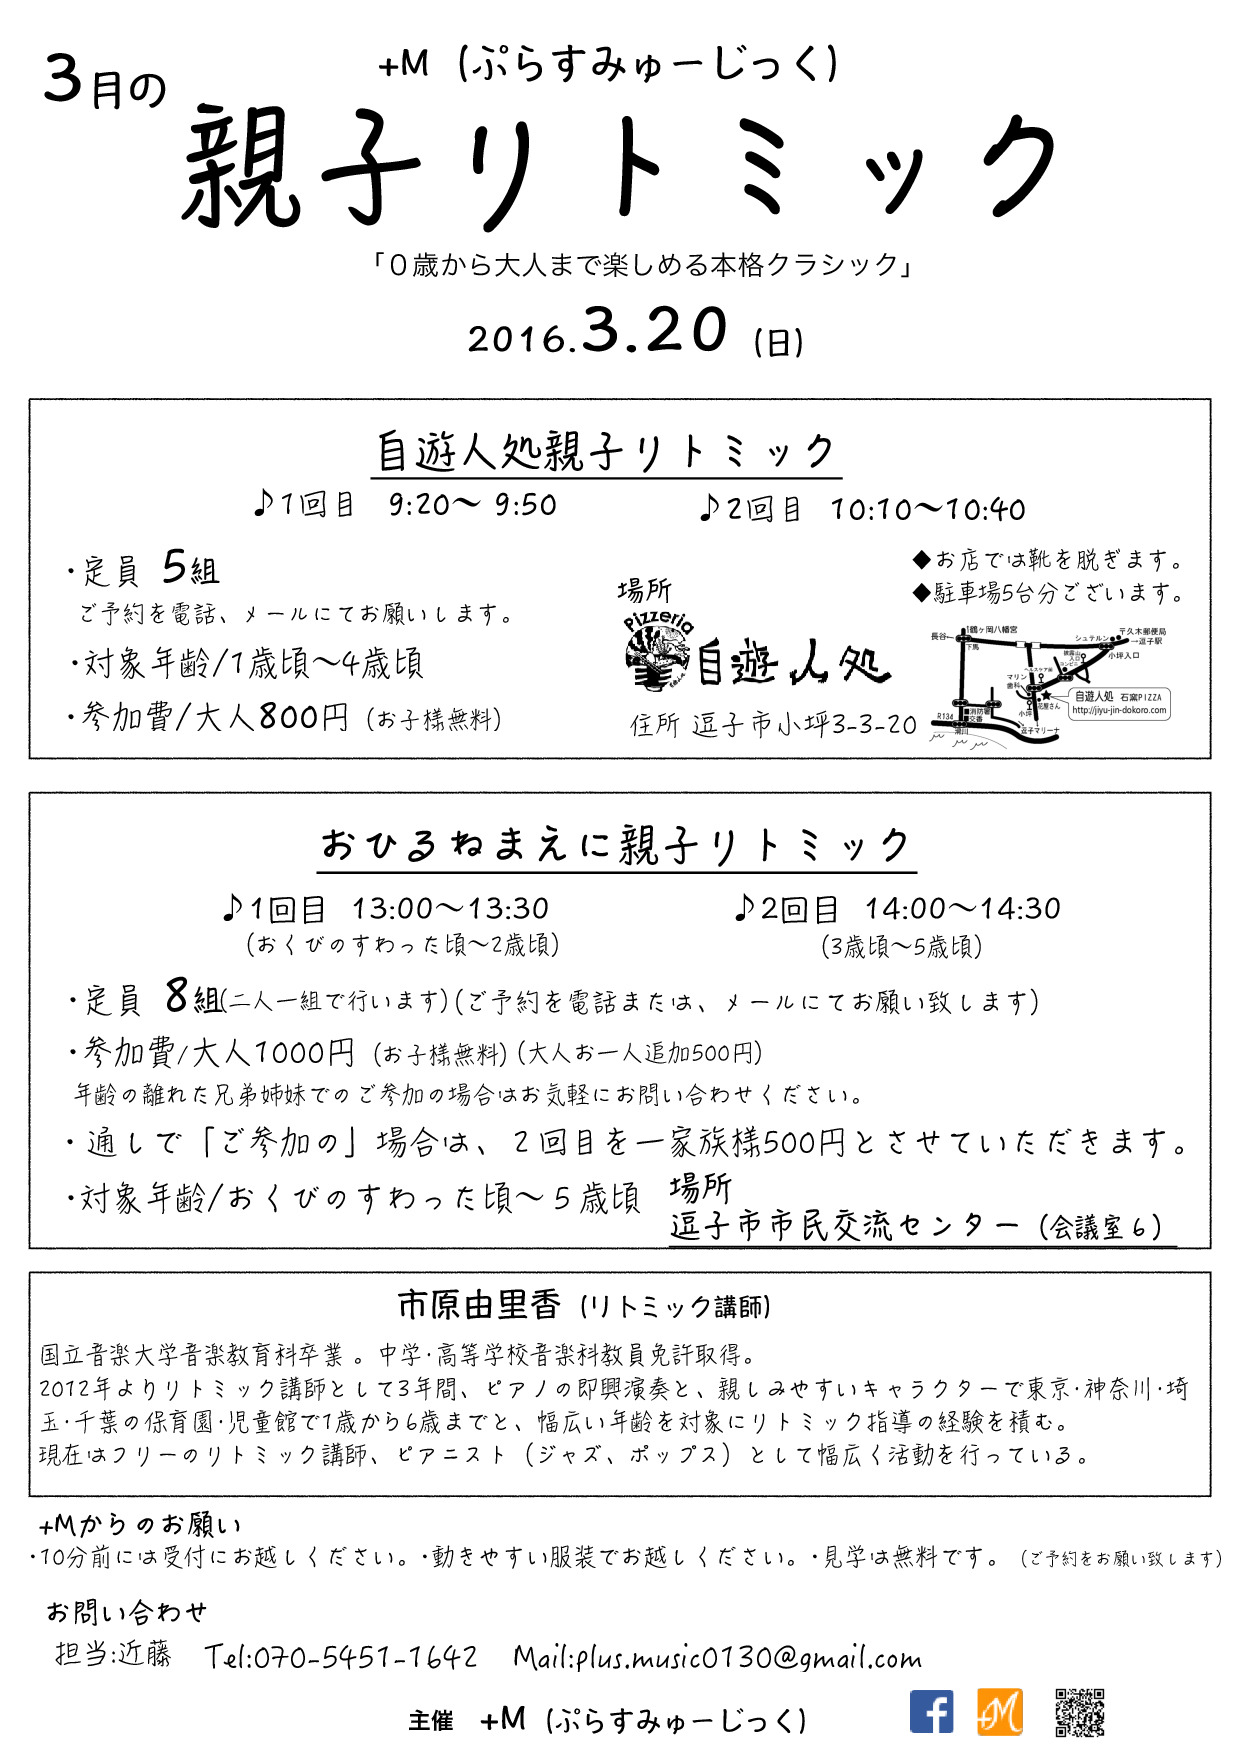 3月の
+M（ぷらすみゅーじっく）
親子リトミック
「０歳から大人まで楽しめる本格クラシック」
2016.3.20（日）
自遊人処親子リトミック
♪1回目　9:20〜 9:50
♪2回目　10:10〜10:40
・定員　5組
ご予約を電話、メールにてお願いします。
・対象年齢/1歳頃〜4歳頃
・参加費/大人800円（お子様無料）
◆お店では靴を脱ぎます。
◆駐車場5台分ございます。
場所
Pizzeria
自遊人処
住所 逗子市小坪3-3-20
鶴ヶ岡八幡宮
長谷
下馬
シュテルン
久木郵便局
逗子駅
小坪入口
マリン
歯科
小坪
花屋さん
消防署
交番
R134
逗子マリーナ
自遊人処 石窯PIZZA
http://jiyu-jin-dokoro.com
おひるねまえに親子リトミック
♪1回目　13:00〜13:30
（おくびのすわった頃〜2歳頃）
♪2回目　14:00〜14:30
（3歳頃〜5歳頃）
・定員　8組(二人一組で行います)(ご予約を電話または、メールにてお願い致します)
・参加費/大人1000円（お子様無料）（大人お一人追加500円）
年齢の離れた兄弟姉妹でのご参加の場合はお気軽にお問い合わせください。
・通しで「ご参加の」場合は、２回目を一家族様500円とさせていただきます。
・対象年齢/おくびのすわった頃〜５歳頃
場所
逗子市市民交流センター（会議室６）
市原由里香（リトミック講師）
国立音楽大学音楽教育科卒業 。中学・高等学校音楽科教員免許取得。
2012年よりリトミック講師として3年間、ピアノの即興演奏と、親しみやすいキャラクターで東京・神奈川・埼
玉・千葉の保育園・児童館で1歳から6歳までと、幅広い年齢を対象にリトミック指導の経験を積む。
現在はフリーのリトミック講師、ピアニスト（ジャズ、ポップス）として幅広く活動を行っている。
+Mからのお願い
・10分前には受付にお越しください。・動きやすい服装でお越しください。・見学は無料です。（ご予約をお願い致します）
お問い合わせ
担当:近藤　Tel:070-5451-1642　Mail:plus.music0130@gmail.com
主催　+M（ぷらすみゅーじっく）
f
+M